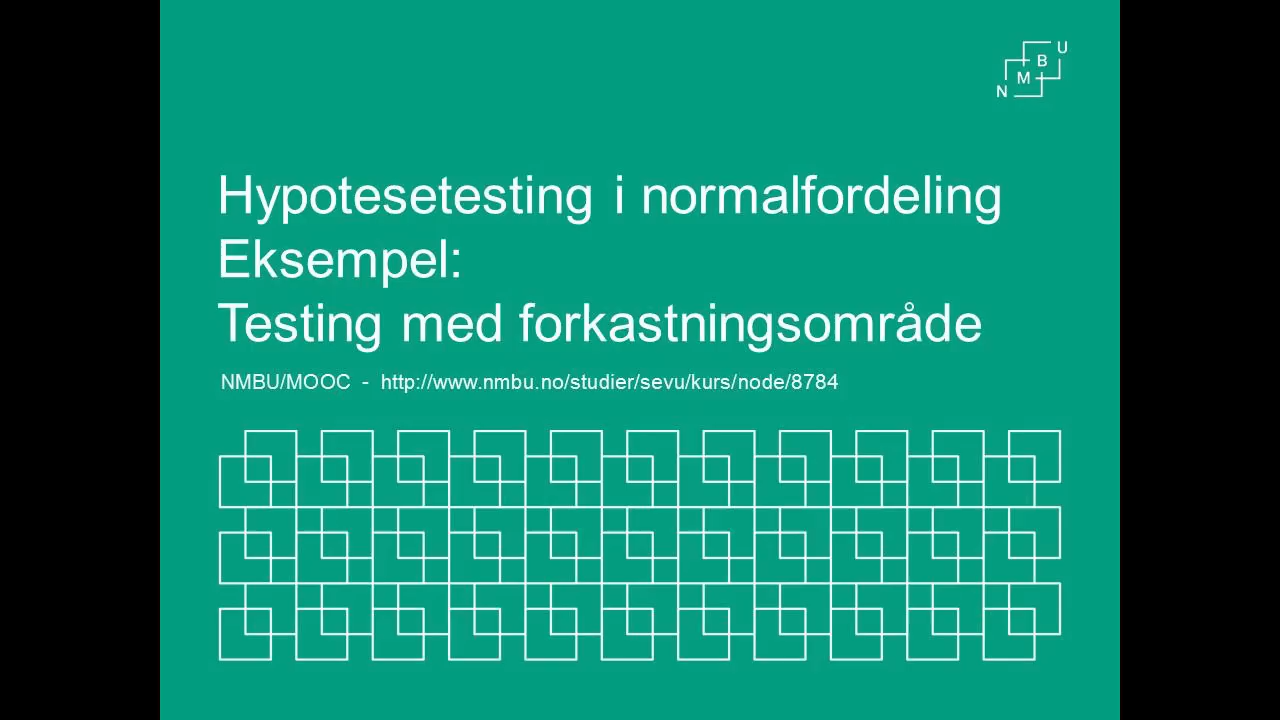 U
B
M
N
Hypotesetesting i normalfordeling
Eksempel:
Testing med forkastningsområde
NMBU/MOOC - http://www.nmbu.no/studier/sevu/kurs/node/8784